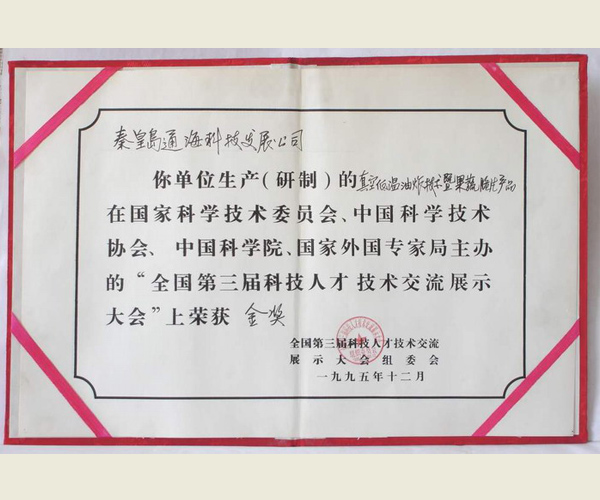 秦皇岛通海科技发展公司
你单位生产（研制）的真空低温油炸技术暨果蔬脆片产品
在国家科学技术委员会、中国科学技术
协会、中国科学院、国家外国专家局主办
的“全国第三届科技人才技术交流展示
大会”上荣获 金奖
全国第三届科技人才技术交流
展示大会组委会
一九九五年十二月